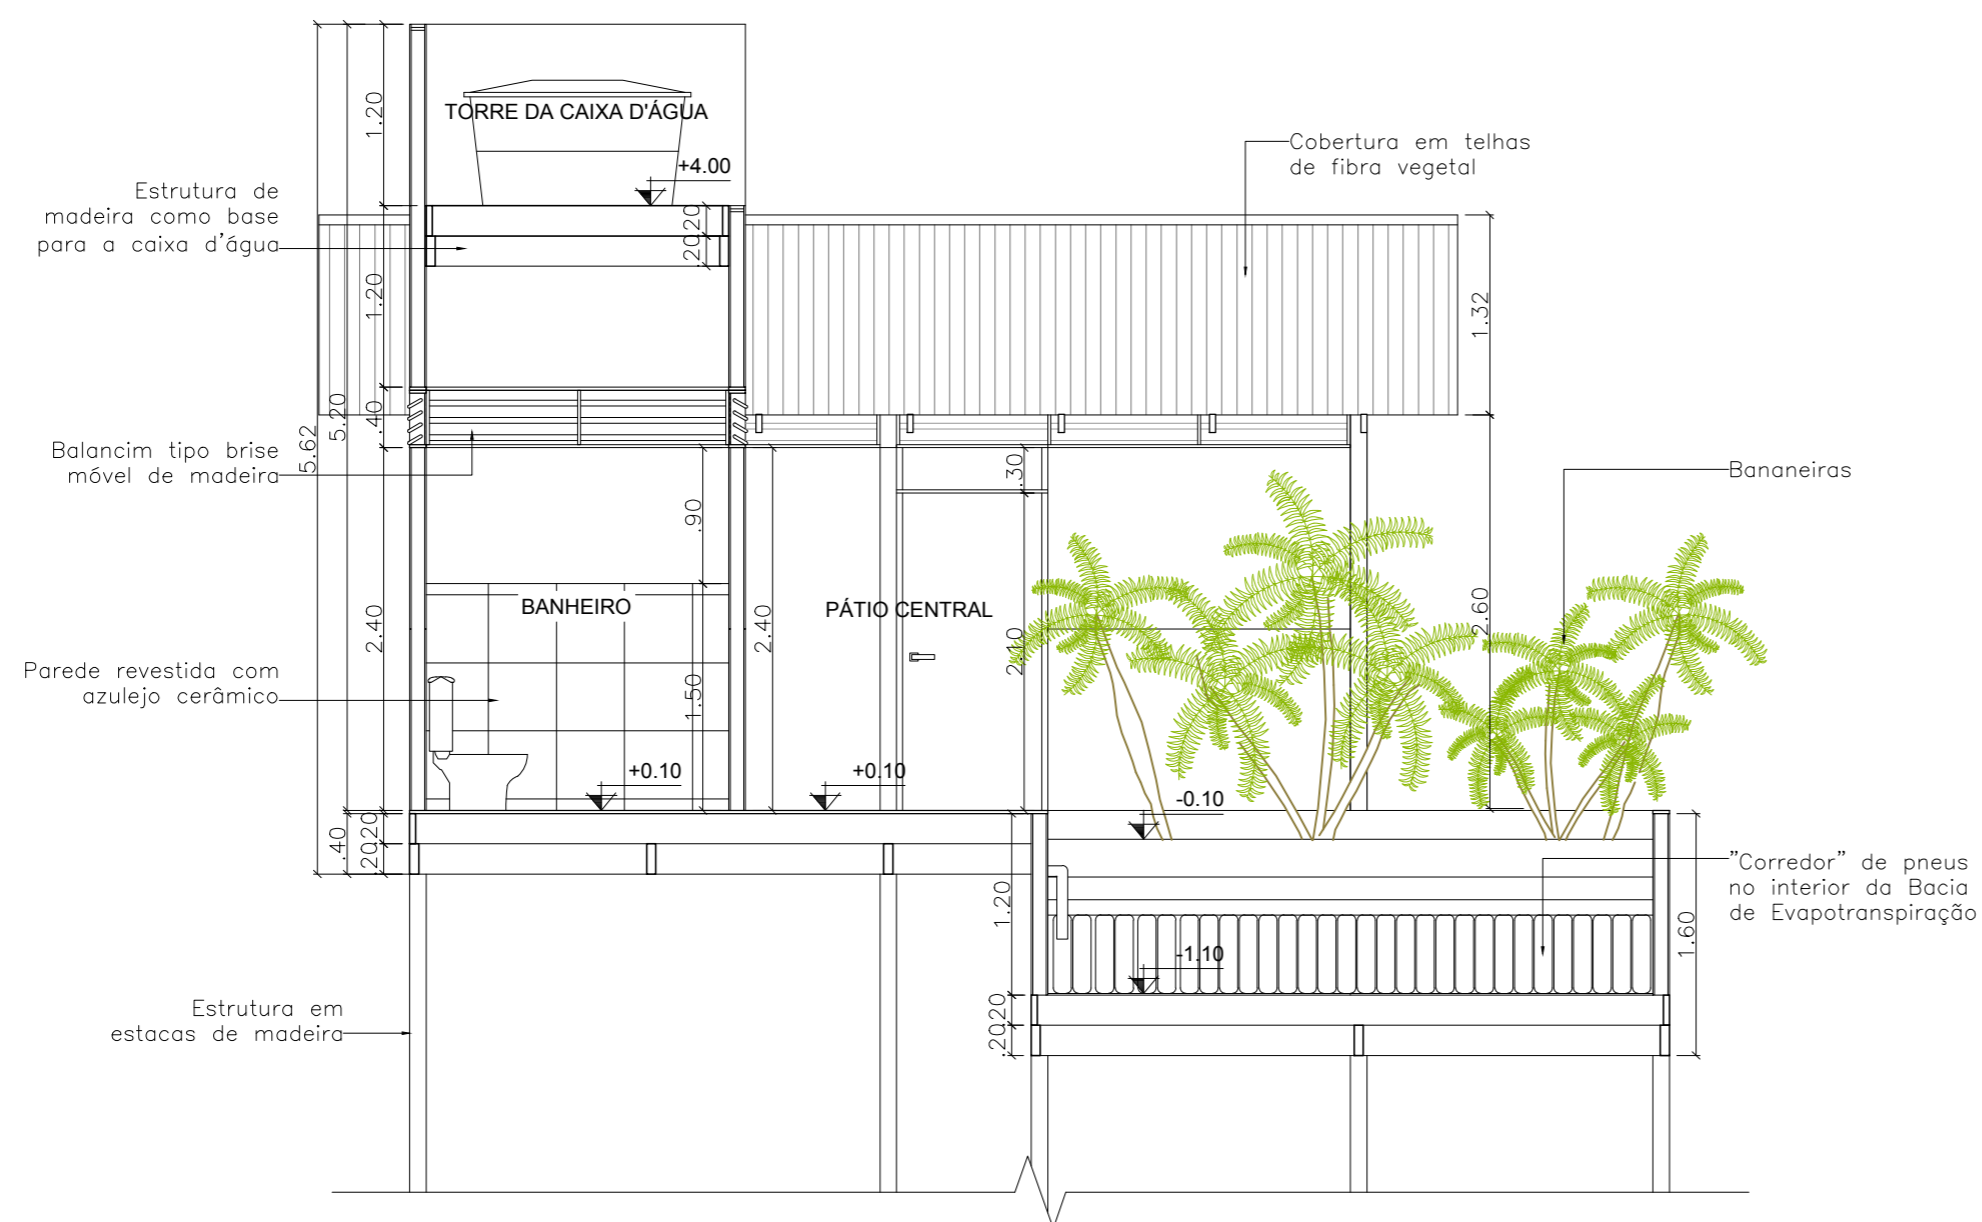 TORRE DA CAIXA D'ÁGUA
+4.00
1.20
.20
.20
Estrutura de
madeira como base
para a caixa d'água
Cobertura em telhas
de fibra vegetal
1.20
1.32
.40
5.20
5.62
Balancim tipo brise
móvel de madeira
.90
.30
Bananeiras
BANHEIRO
PÁTIO CENTRAL
2.40
2.40
2.10
2.60
Parede revestida com
azulejo cerâmico
1.50
+0.10
+0.10
-0.10
.40
.20
.20
"Corredor" de pneus
no interior da Bacia
de Evapotranspiração
1.20
1.60
-1.10
.20
.20
Estrutura em
estacas de madeira